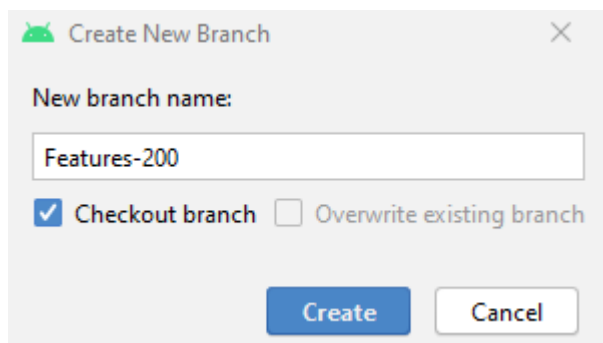 Create New Branch
New branch name:
Features-200
Checkout branch Overwrite existing branch
Create Cancel